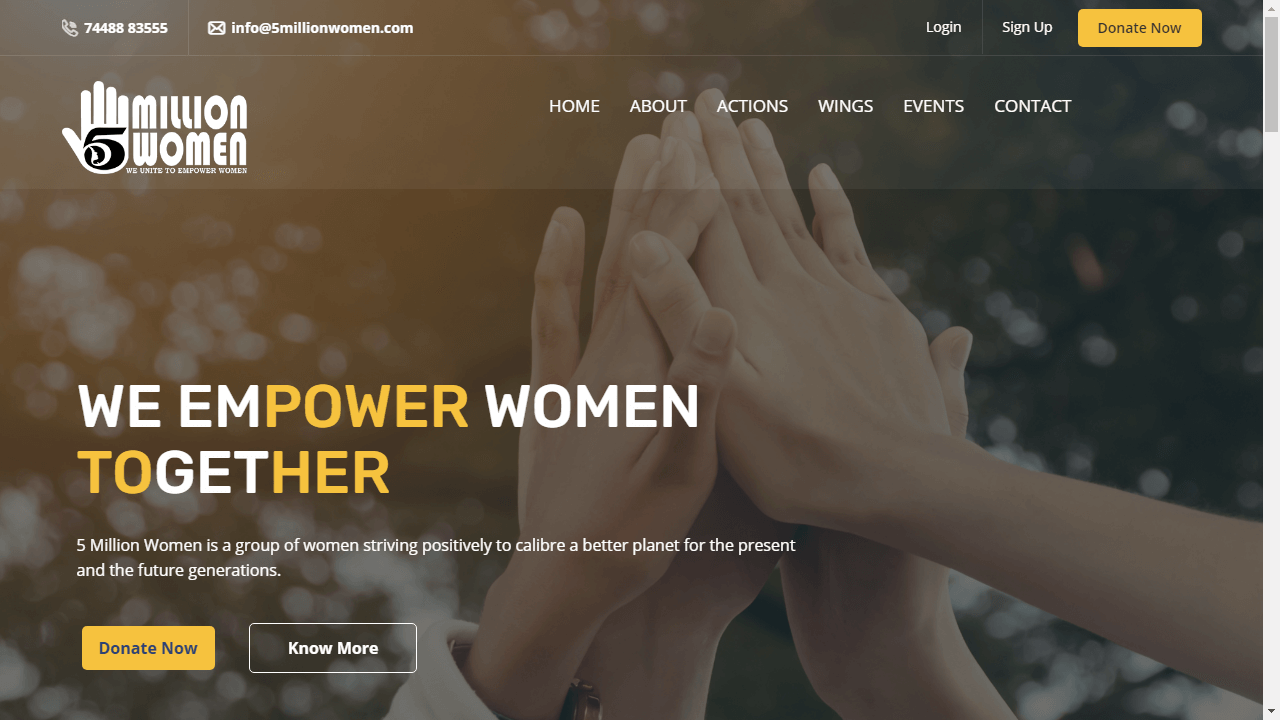 74488 83555
info@5millionwomen.com
Login
Sign Up
Donate Now
5 MILLION WOMEN
WE UNITE TO EMPOWER WOMEN
HOME
ABOUT
ACTIONS
WINGS
EVENTS
CONTACT
WE EMPOWER WOMEN
TOGETHER
5 Million Women is a group of women striving positively to calibre a better planet for the present
and the future generations.
Donate Now
Know More